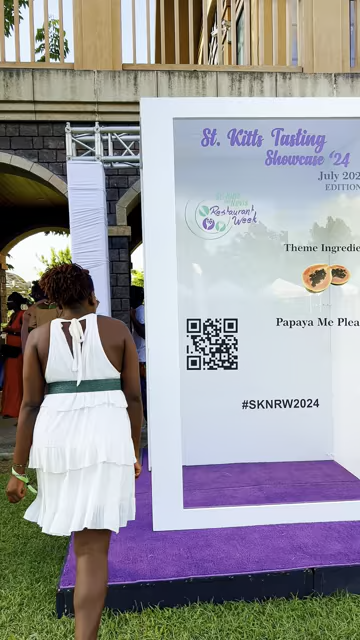 St. Kitts Tasting
Showcase '24
July 202
EDITION
Restaurant
Week
Theme Ingredie
Papaya Me Plea
#SKNRW2024